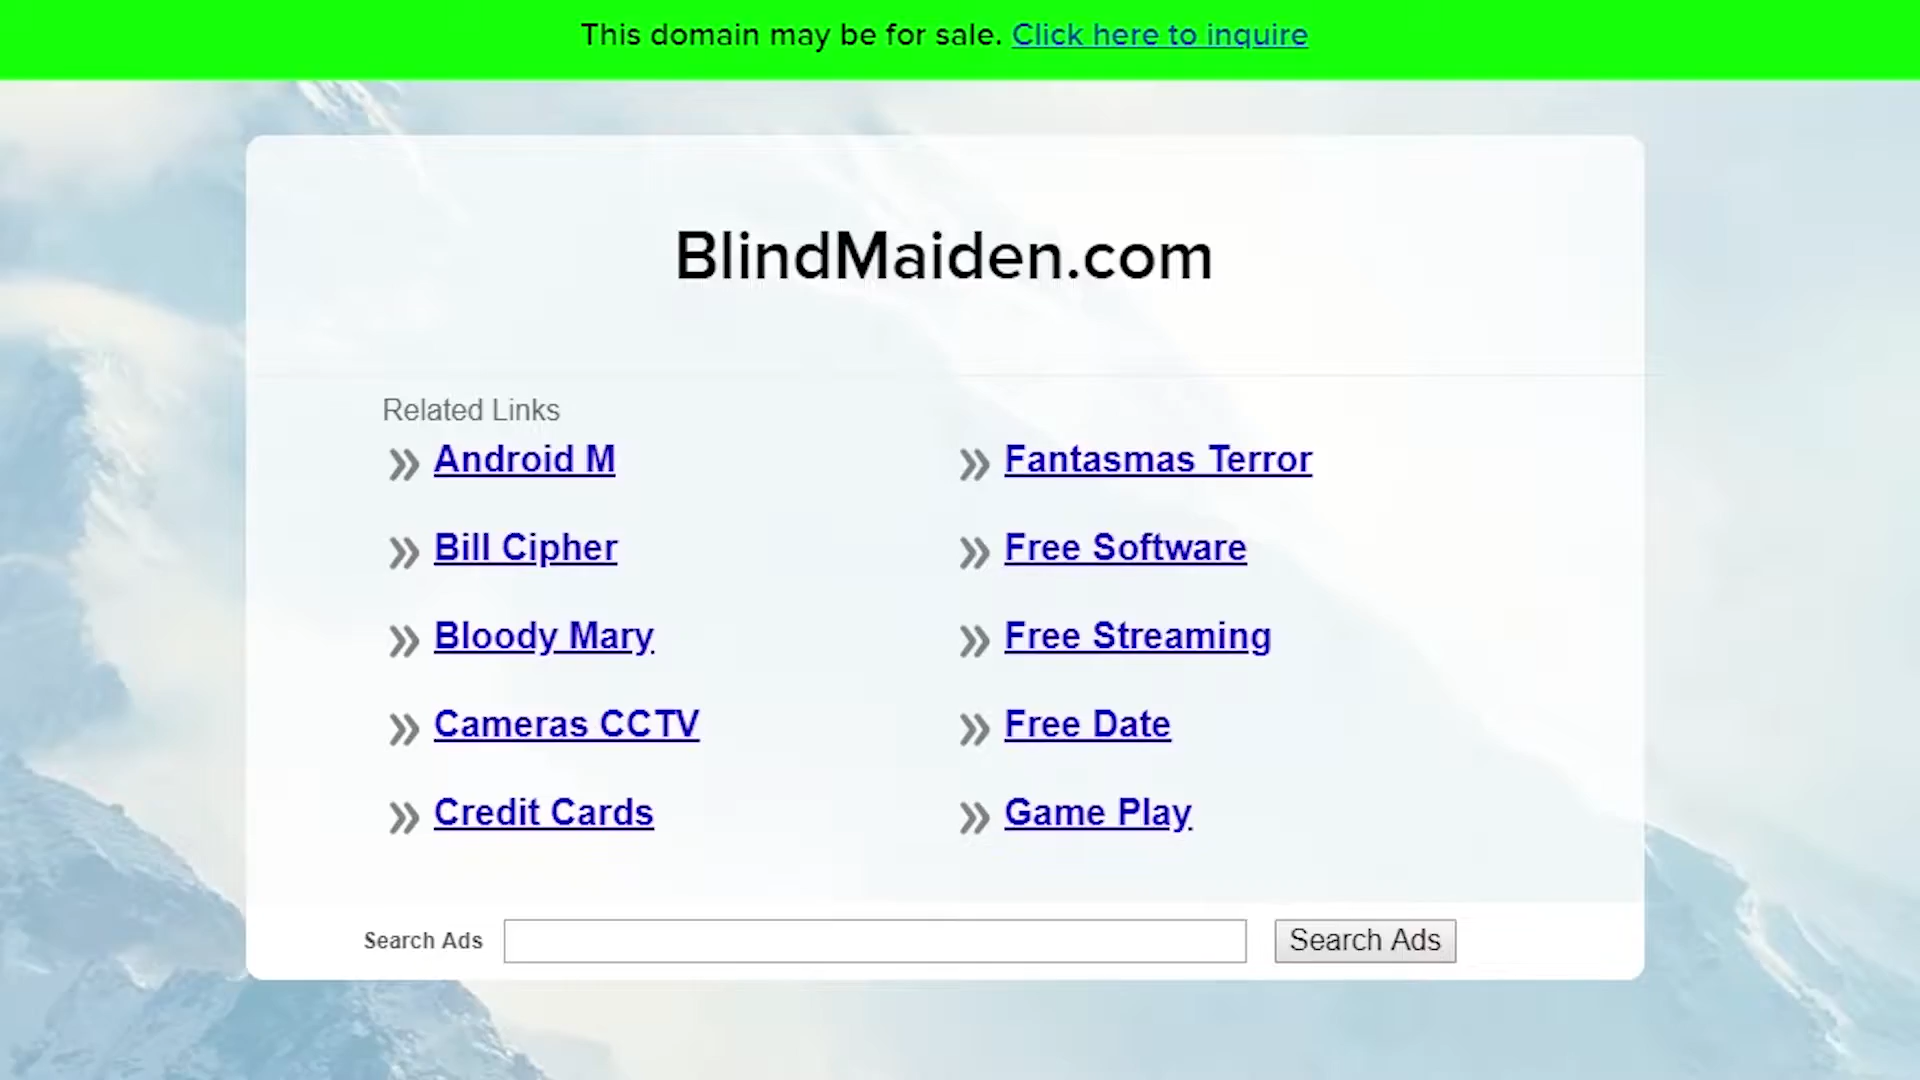 This domain may be for sale. Click here to inquire
BlindMaiden.com
Related Links
Android M
Bill Cipher
Bloody Mary
Cameras CCTV
Credit Cards
Fantasmas Terror
Free Software
Free Streaming
Free Date
Game Play
Search Ads
Search Ads